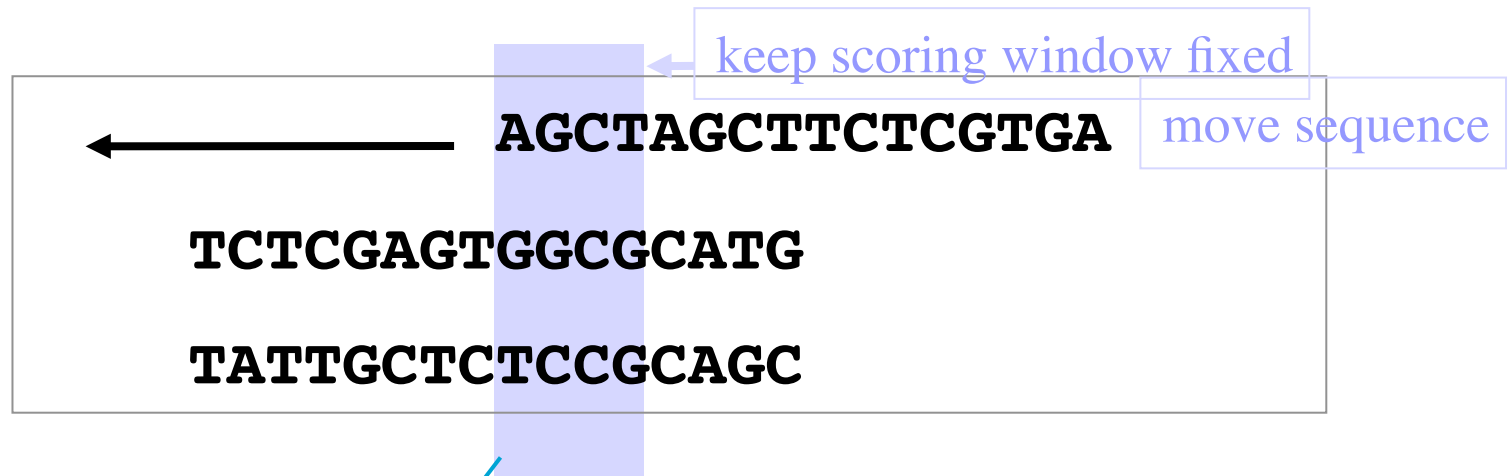 keep scoring window fixed
AGCTAGCTTCTCGTGA
move sequence
TCTCGAGTGGCGCATG
TATTGCTCTCCGCAGC